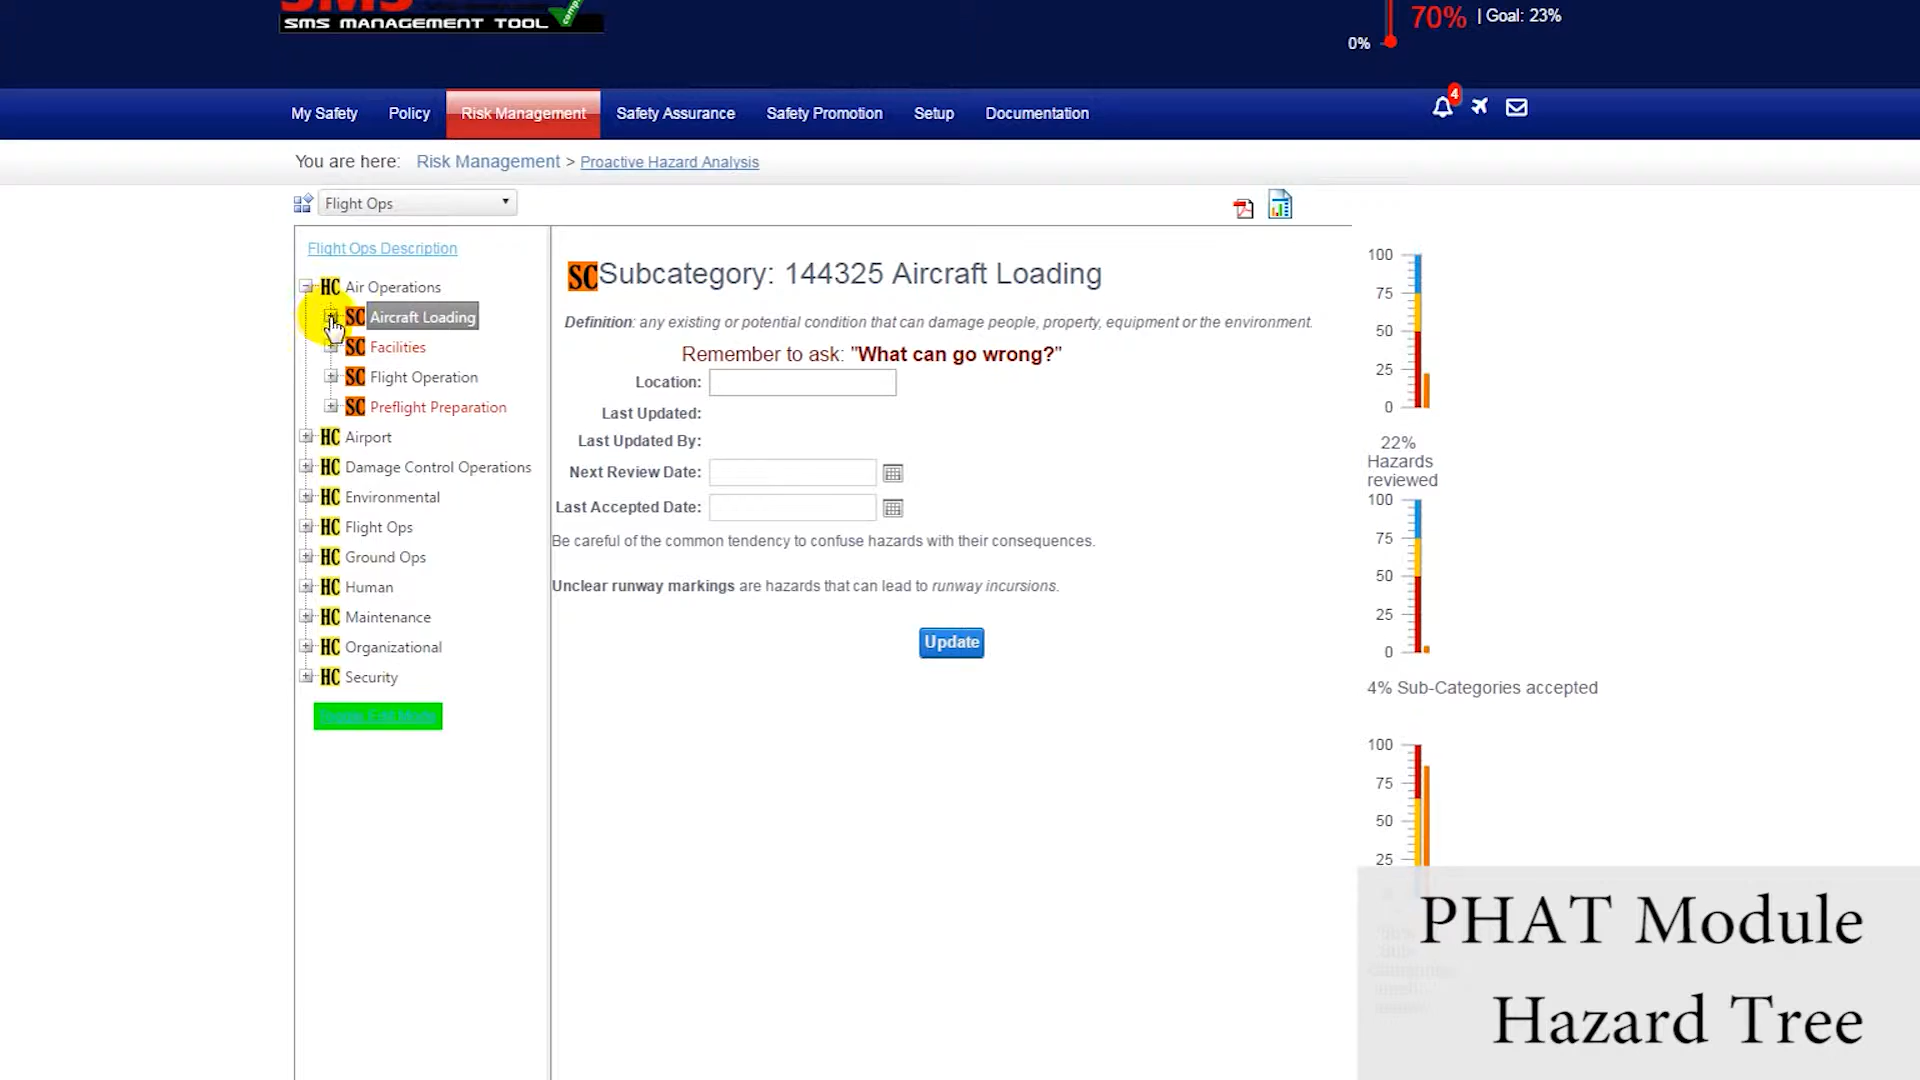 SMS
SMS MANAGEMENT TOOL
70% | Goal: 23%
0%
My Safety
Policy
Risk Management
Safety Assurance
Safety Promotion
Setup
Documentation
4
You are here: Risk Management > Proactive Hazard Analysis
Flight Ops
Flight Ops Description
HC Air Operations
SC Aircraft Loading
SC Facilities
SC Flight Operation
SC Preflight Preparation
HC Airport
HC Damage Control Operations
HC Environmental
HC Flight Ops
HC Ground Ops
HC Human
HC Maintenance
HC Organizational
HC Security
Toggle Edit Mode
SC Subcategory: 144325 Aircraft Loading
Definition: any existing or potential condition that can damage people, property, equipment or the environment.
Remember to ask: "What can go wrong?"
Location:
Last Updated:
Last Updated By:
Next Review Date:
Last Accepted Date:
Be careful of the common tendency to confuse hazards with their consequences.
Unclear runway markings are hazards that can lead to runway incursions.
Update
100
75
50
25
0
22%
Hazards
reviewed
100
75
50
25
0
4% Sub-Categories accepted
100
75
50
25
PHAT Module
Hazard Tree